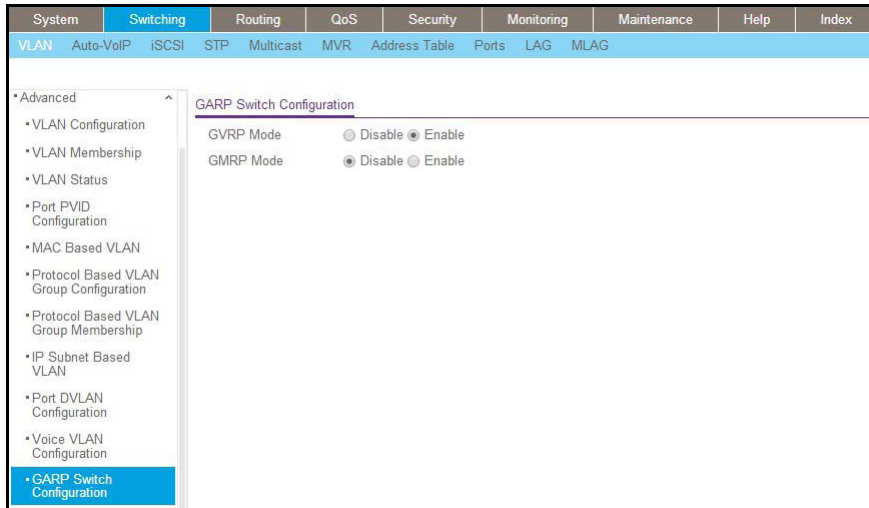 System Switching Routing QoS Security Monitoring Maintenance Help Index
VLAN Auto-VoIP iSCSI STP Multicast MVR Address Table Ports LAG MLAG
Advanced
VLAN Configuration
VLAN Membership
VLAN Status
Port PVID
Configuration
MAC Based VLAN
Protocol Based VLAN
Group Configuration
Protocol Based VLAN
Group Membership
IP Subnet Based
VLAN
Port DVLAN
Configuration
Voice VLAN
Configuration
GARP Switch
Configuration
GARP Switch Configuration
GVRP Mode Disable Enable
GMRP Mode Disable Enable